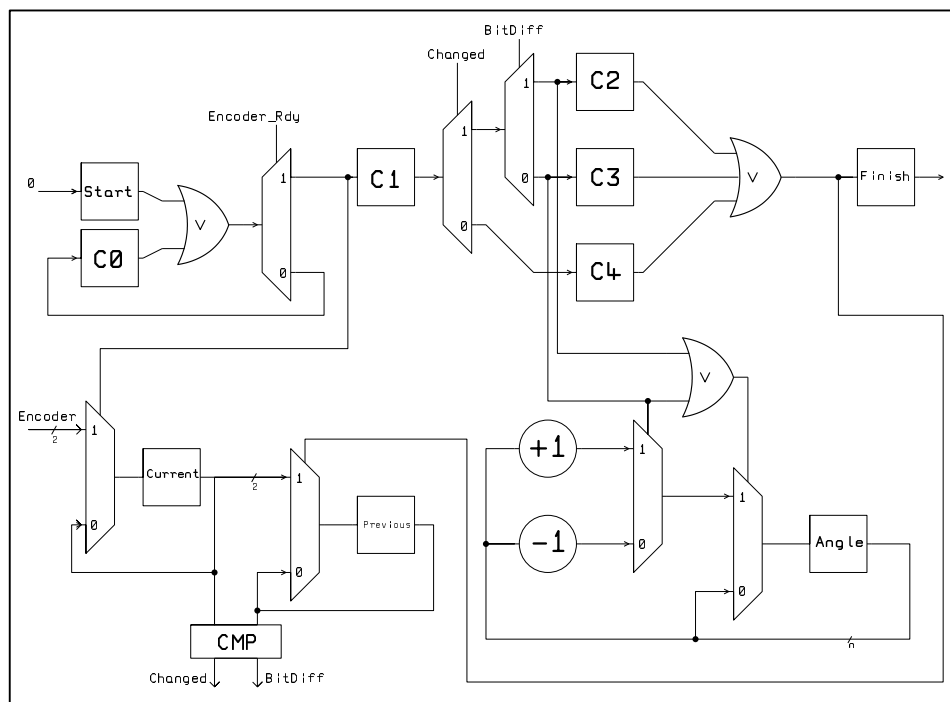 BitDiff
Changed
1
C2
Encoder_Rdy
1
0
Start
V
1
C1
0
C3
V
Finish
C0
0
0
C4
V
Encoder
2
1
+1
1
Current
2
1
1
Previous
0
0
-1
0
Angle
0
n
CMP
Changed
BitDiff